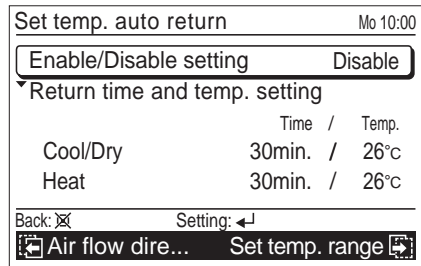 Set temp. auto return Mo 10:00
Enable/Disable setting Disable
Return time and temp. setting
Time / Temp.
Cool/Dry 30min. / 26°C
Heat 30min. / 26°C
Back: Setting:
Air flow dire... Set temp. range